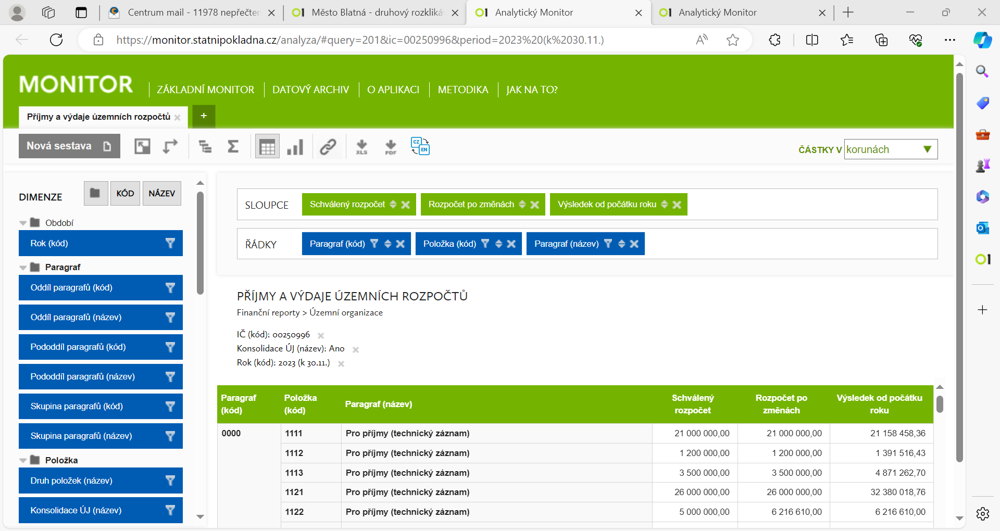 Centrum mail - 11978 nepřečten
Město Blatná - druhový rozkliká
Analytický Monitor
Analytický Monitor
https://monitor.statnipokladna.cz/analyza/#query=201&ic=00250996&period=2023%20(k%2030.11.)
MONITOR
ZÁKLADNÍ MONITOR
DATOVÝ ARCHIV
O APLIKACI
METODIKA
JAK NA TO?
Příjmy a výdaje územních rozpočtů
+
Nová sestava
XLS
PDF
CZ
EN
ČÁSTKY V korunách
DIMENZE
KÓD
NÁZEV
Období
Rok (kód)
Paragraf
Oddíl paragrafů (kód)
Oddíl paragrafů (název)
Pododdíl paragrafů (kód)
Pododdíl paragrafů (název)
Skupina paragrafů (kód)
Skupina paragrafů (název)
Položka
Druh položek (název)
Konsolidace ÚJ (název)
SLOUPCE Schválený rozpočet Rozpočet po změnách Výsledek od počátku roku
ŘÁDKY Paragraf (kód) Položka (kód) Paragraf (název)
PŘÍJMY A VÝDAJE ÚZEMNÍCH ROZPOČTŮ
Finanční reporty > Územní organizace
IČ (kód): 00250996
Konsolidace ÚJ (název): Ano
Rok (kód): 2023 (k 30.11.)
Paragraf (kód) Položka (kód) Paragraf (název) Schválený rozpočet Rozpočet po změnách Výsledek od počátku roku
0000 1111 Pro příjmy (technický záznam) 21 000 000,00 21 000 000,00 21 158 458,36
1112 Pro příjmy (technický záznam) 1 200 000,00 1 200 000,00 1 391 516,43
1113 Pro příjmy (technický záznam) 3 500 000,00 3 500 000,00 4 871 262,70
1121 Pro příjmy (technický záznam) 26 000 000,00 26 000 000,00 32 380 018,76
1122 Pro příjmy (technický záznam) 5 000 000,00 6 216 610,00 6 216 610,00